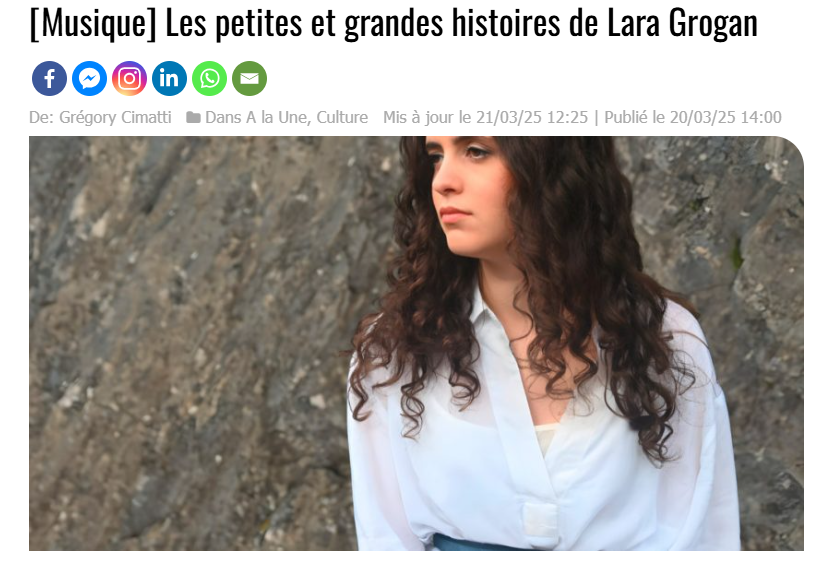 [Musique] Les petites et grandes histoires de Lara Grogan
De: Grégory Cimatti Dans A la Une, Culture Mis à jour le 21/03/25 12:25 | Publié le 20/03/25 14:00